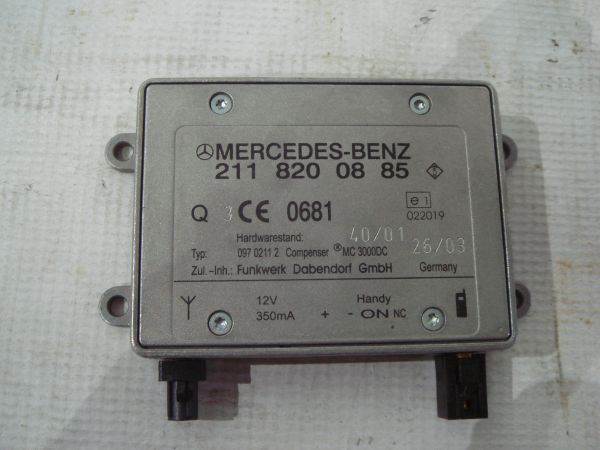 MERCEDES-BENZ
211 820 08 85
Q 3 CE 0681
e1
022019
Hardwarestand: 40/01 26/03
Typ: 097 0211 2 Compenser ® MC 3000DC
Zul.-Inh.: Funkwerk Dabendorf GmbH Germany
12V Handy
350mA + - ON NC